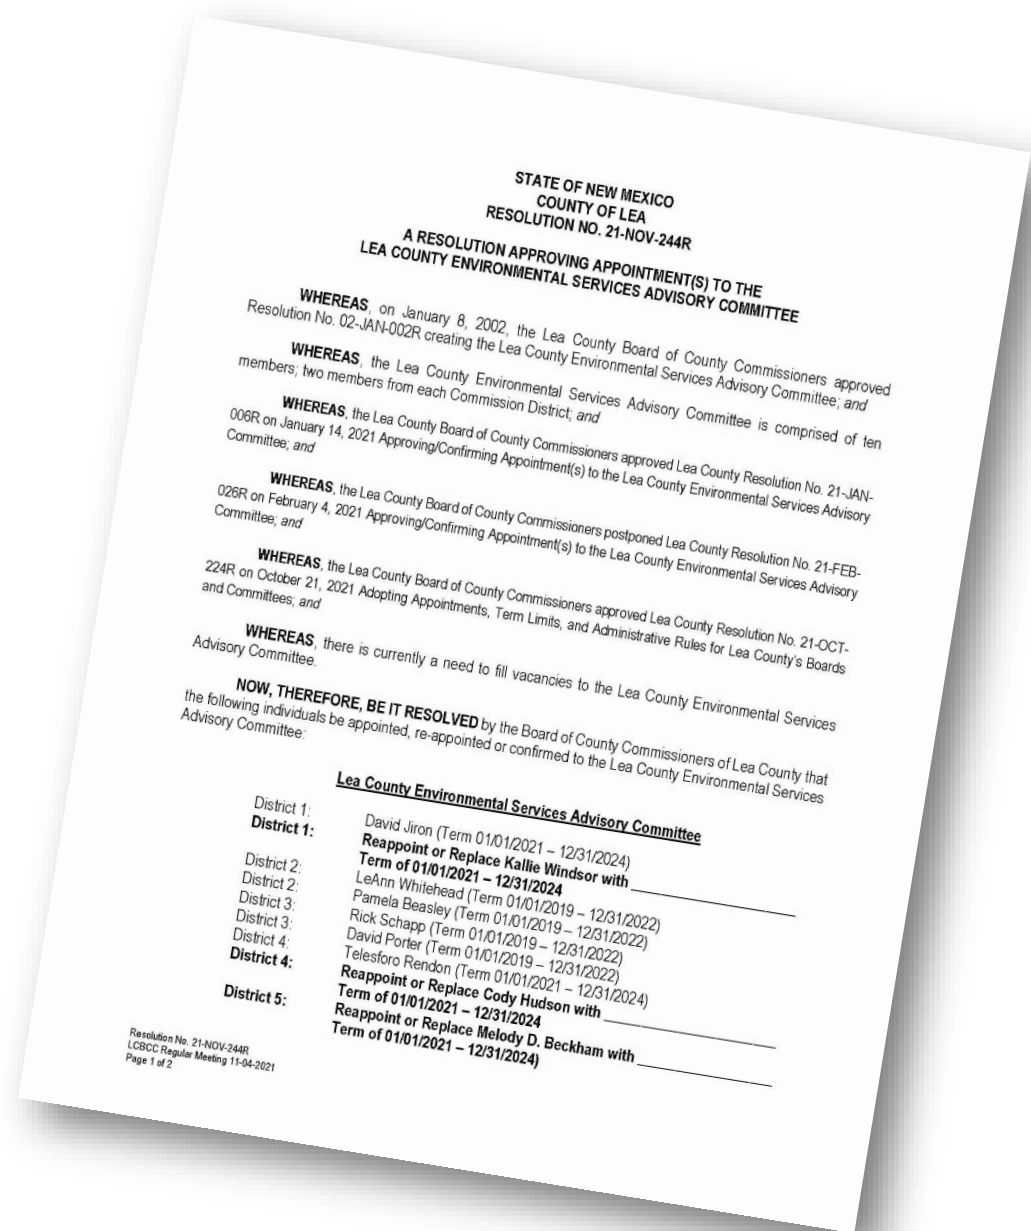 STATE OF NEW MEXICO
COUNTY OF LEA
RESOLUTION NO. 21-NOV-244R
A RESOLUTION APPROVING APPOINTMENT(S) TO THE
LEA COUNTY ENVIRONMENTAL SERVICES ADVISORY COMMITTEE
WHEREAS, on January 8, 2002, the Lea County Board of County Commissioners approved
Resolution No. 02-JAN-002R creating the Lea County Environmental Services Advisory Committee; and
WHEREAS, the Lea County Environmental Services Advisory Committee is comprised of ten
members; two members from each Commission District; and
WHEREAS, the Lea County Board of County Commissioners approved Lea County Resolution No. 21-JAN-
006R on January 14, 2021 Approving/Confirming Appointment(s) to the Lea County Environmental Services Advisory
Committee; and
WHEREAS, the Lea County Board of County Commissioners postponed Lea County Resolution No. 21-FEB-
026R on February 4, 2021 Approving/Confirming Appointment(s) to the Lea County Environmental Services Advisory
Committee; and
WHEREAS, the Lea County Board of County Commissioners approved Lea County Resolution No. 21-OCT-
224R on October 21, 2021 Adopting Appointments, Term Limits, and Administrative Rules for Lea County's Boards
and Committees; and
WHEREAS, there is currently a need to fill vacancies to the Lea County Environmental Services
Advisory Committee.
NOW, THEREFORE, BE IT RESOLVED by the Board of County Commissioners of Lea County that
the following individuals be appointed, re-appointed or confirmed to the Lea County Environmental Services
Advisory Committee:
Lea County Environmental Services Advisory Committee
District 1: David Jiron (Term 01/01/2021 – 12/31/2024)
District 1: Reappoint or Replace Kallie Windsor with ____________________
Term of 01/01/2021 – 12/31/2024
District 2: LeAnn Whitehead (Term 01/01/2019 – 12/31/2022)
District 2: Pamela Beasley (Term 01/01/2019 – 12/31/2022)
District 3: Rick Schapp (Term 01/01/2019 – 12/31/2022)
District 3: David Porter (Term 01/01/2019 – 12/31/2022)
District 4: Telesforo Rendon (Term 01/01/2021 – 12/31/2024)
District 4: Reappoint or Replace Cody Hudson with ____________________
Term of 01/01/2021 – 12/31/2024
District 5: Reappoint or Replace Melody D. Beckham with ____________________
Term of 01/01/2021 – 12/31/2024)
Resolution No. 21-NOV-244R
LCBCC Regular Meeting 11-04-2021
Page 1 of 2